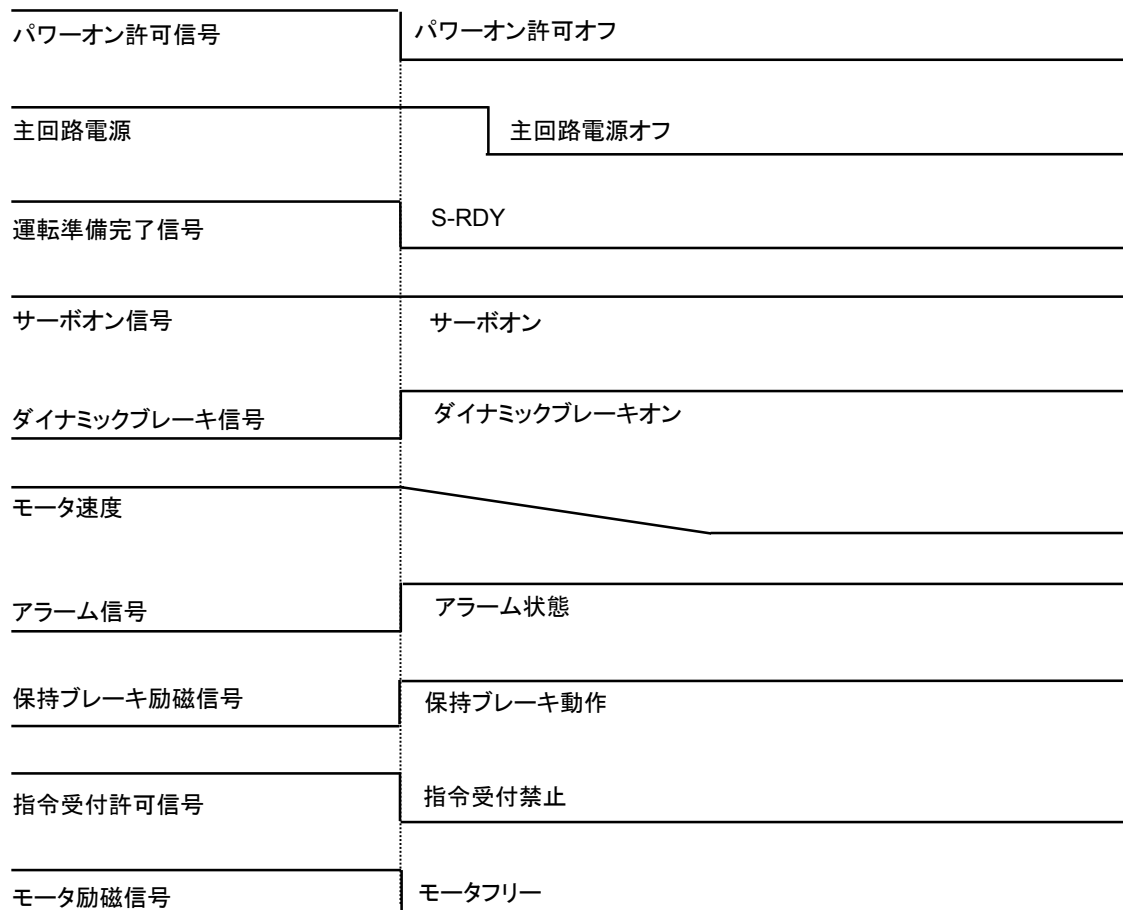 パワーオン許可信号
パワーオン許可オフ
主回路電源
主回路電源オフ
運転準備完了信号
S-RDY
サーボオン信号
サーボオン
ダイナミックブレーキ信号
ダイナミックブレーキオン
モータ速度
アラーム信号
アラーム状態
保持ブレーキ励磁信号
保持ブレーキ動作
指令受付許可信号
指令受付禁止
モータ励磁信号
モータフリー